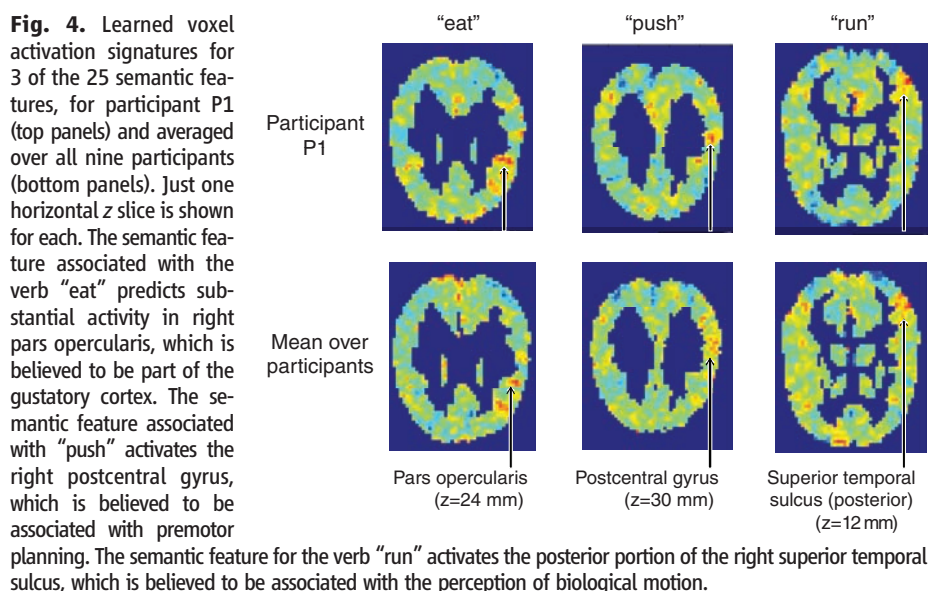 Fig. 4. Learned voxel
activation signatures for
3 of the 25 semantic fea-
tures, for participant P1
(top panels) and averaged
over all nine participants
(bottom panels). Just one
horizontal z slice is shown
for each. The semantic fea-
ture associated with the
verb “eat” predicts sub-
stantial activity in right
pars opercularis, which is
believed to be part of the
gustatory cortex. The se-
mantic feature associated
with “push” activates the
right postcentral gyrus,
which is believed to be
associated with premotor
planning. The semantic feature for the verb “run” activates the posterior portion of the right superior temporal
sulcus, which is believed to be associated with the perception of biological motion.
“eat”
“push”
“run”
Participant
P1
Mean over
participants
Pars opercularis
(z=24 mm)
Postcentral gyrus
(z=30 mm)
Superior temporal
sulcus (posterior)
(z=12 mm)